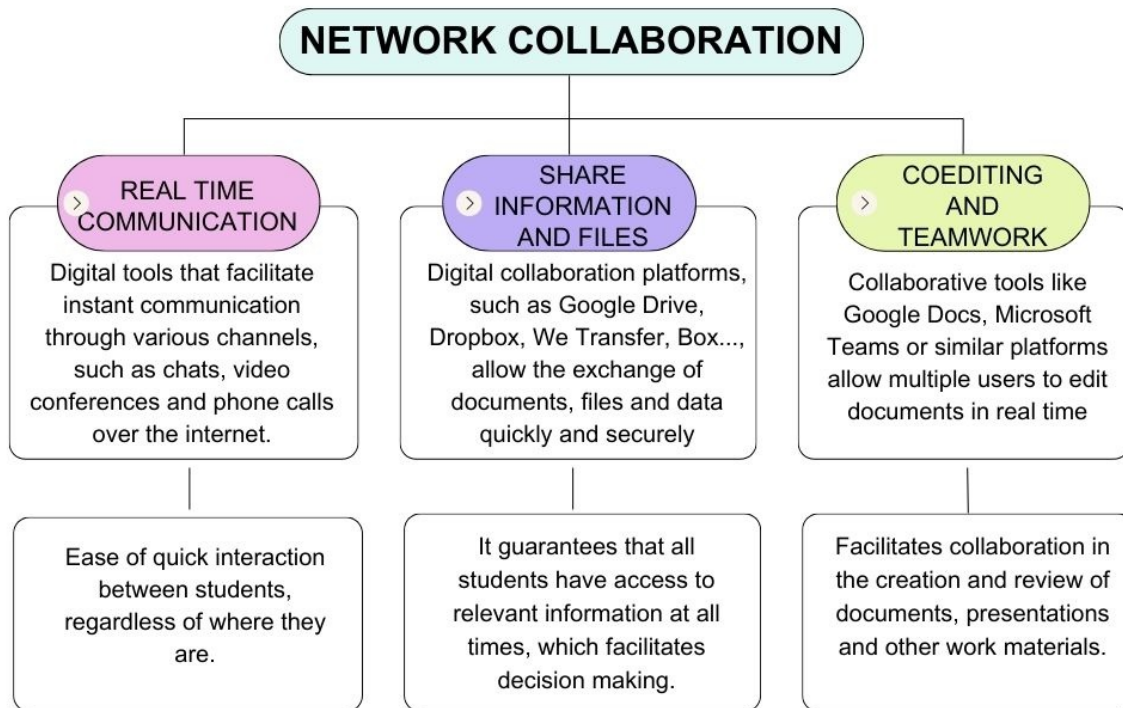 NETWORK COLLABORATION
REAL TIME
COMMUNICATION
Digital tools that facilitate
instant communication
through various channels,
such as chats, video
conferences and phone calls
over the internet.
Ease of quick interaction
between students,
regardless of where they
are.
SHARE
INFORMATION
AND FILES
Digital collaboration platforms,
such as Google Drive,
Dropbox, We Transfer, Box...,
allow the exchange of
documents, files and data
quickly and securely
It guarantees that all
students have access to
relevant information at all
times, which facilitates
decision making.
COEDITING
AND
TEAMWORK
Collaborative tools like
Google Docs, Microsoft
Teams or similar platforms
allow multiple users to edit
documents in real time
Facilitates collaboration in
the creation and review of
documents, presentations
and other work materials.